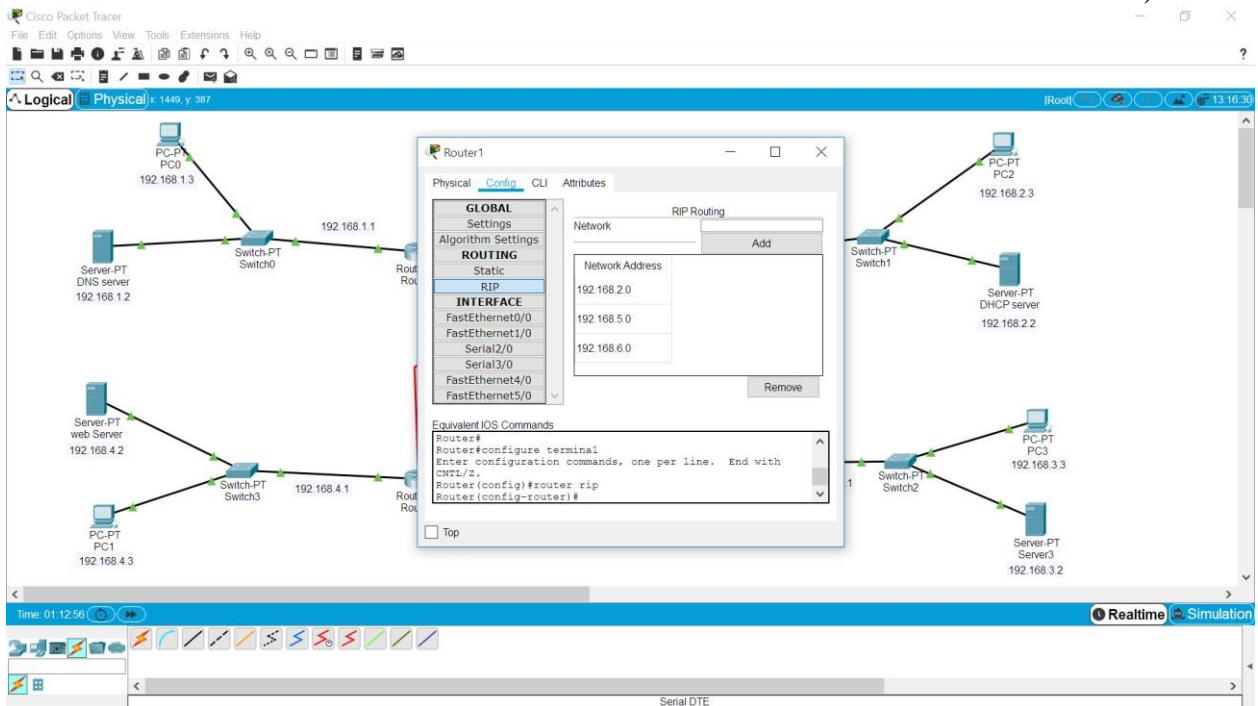 Cisco Packet Tracer
File Edit Options View Tools Extensions Help
?
Logical Physical x: 1449, y: 387 [Root] 13:16:30
PC-PT
PC0
192.168.1.3
192.168.1.1
Server-PT
DNS server
192.168.1.2
Switch-PT
Switch0
Rout
Rou
Server-PT
web Server
192.168.4.2
Switch-PT
Switch3
192.168.4.1
Rout
Rou
PC-PT
PC1
192.168.4.3
Router1
Physical Config CLI Attributes
GLOBAL
Settings
Algorithm Settings
ROUTING
Static
RIP
INTERFACE
FastEthernet0/0
FastEthernet1/0
Serial2/0
Serial3/0
FastEthernet4/0
FastEthernet5/0
RIP Routing
Network
Add
Network Address
192.168.2.0
192.168.5.0
192.168.6.0
Remove
Equivalent IOS Commands
Router#
Router#configure terminal
Enter configuration commands, one per line. End with
CNTL/Z.
Router(config)#router rip
Router(config-router)#
Top
PC-PT
PC2
192.168.2.3
Switch-PT
Switch1
Server-PT
DHCP server
192.168.2.2
PC-PT
PC3
192.168.3.3
.1
Switch-PT
Switch2
Server-PT
Server3
192.168.3.2
Time: 01:12:56
Realtime Simulation
Serial DTE